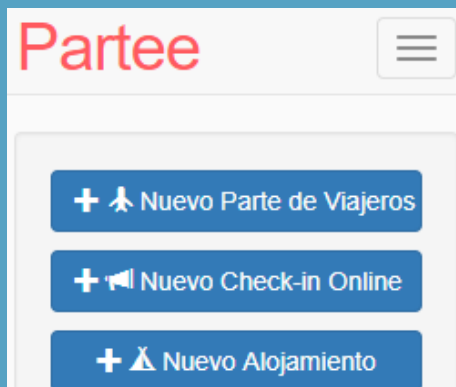 Partee
Nuevo Parte de Viajeros
Nuevo Check-in Online
Nuevo Alojamiento